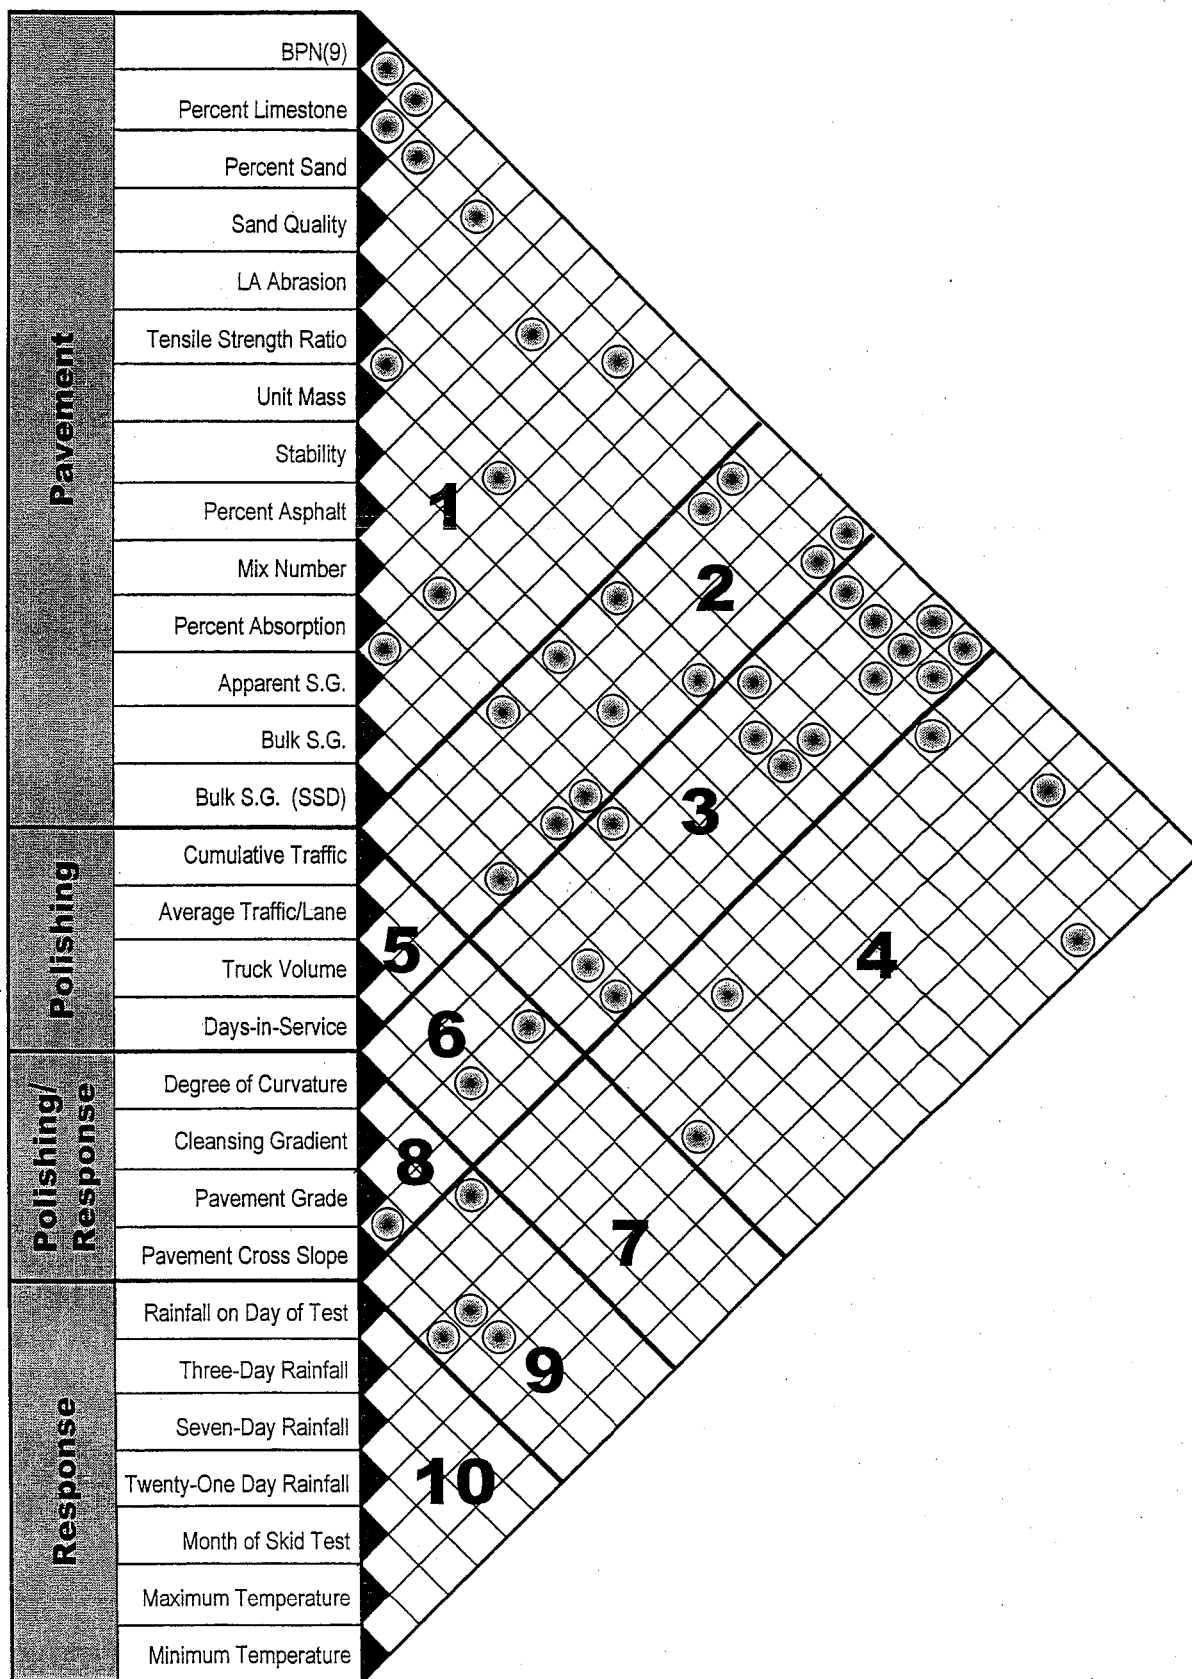 Pavement
BPN(9)
Percent Limestone
Percent Sand
Sand Quality
LA Abrasion
Tensile Strength Ratio
Unit Mass
Stability
Percent Asphalt
Mix Number
Percent Absorption
Apparent S.G.
Bulk S.G.
Bulk S.G. (SSD)
Polishing
Cumulative Traffic
Average Traffic/Lane
Truck Volume
Days-in-Service
Polishing/
Response
Degree of Curvature
Cleansing Gradient
Pavement Grade
Pavement Cross Slope
Response
Rainfall on Day of Test
Three-Day Rainfall
Seven-Day Rainfall
Twenty-One Day Rainfall
Month of Skid Test
Maximum Temperature
Minimum Temperature
1
2
3
4
5
6
7
8
9
10